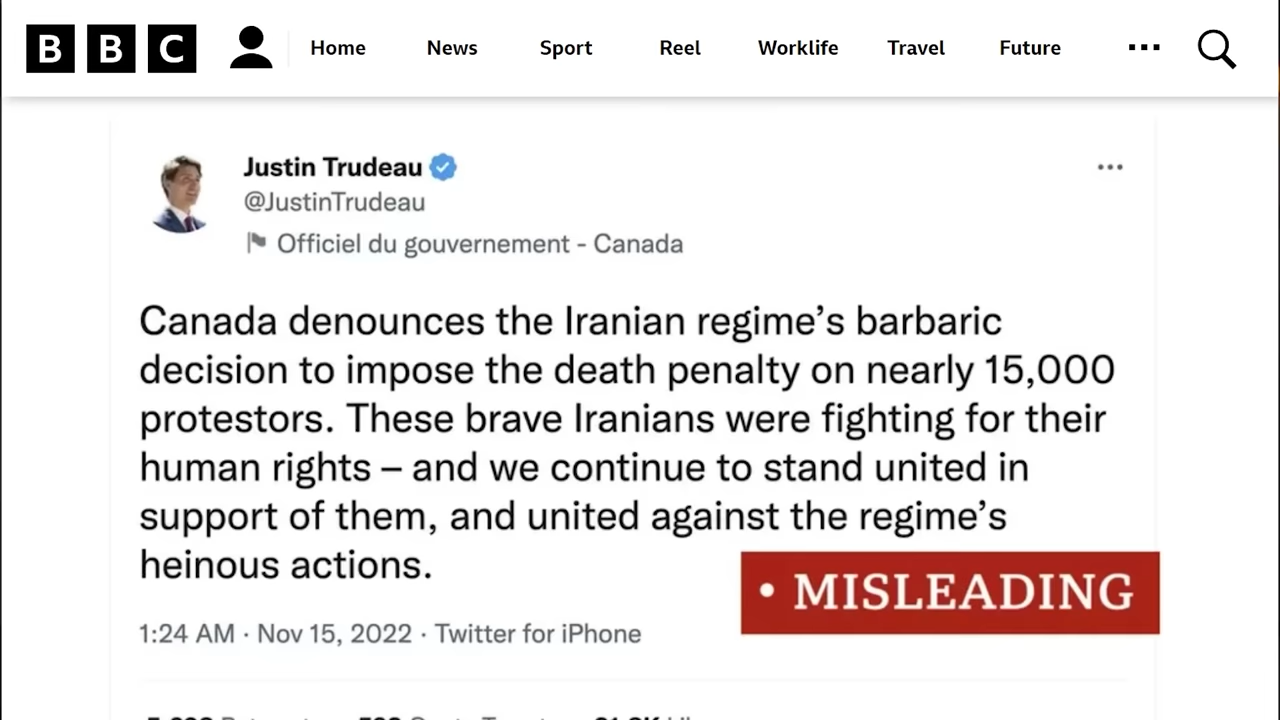 BBC
Home News Sport Reel Worklife Travel Future
Justin Trudeau
@JustinTrudeau
Officiel du gouvernement - Canada
Canada denounces the Iranian regime’s barbaric
decision to impose the death penalty on nearly 15,000
protestors. These brave Iranians were fighting for their
human rights – and we continue to stand united in
support of them, and united against the regime’s
heinous actions.
• MISLEADING
1:24 AM · Nov 15, 2022 · Twitter for iPhone